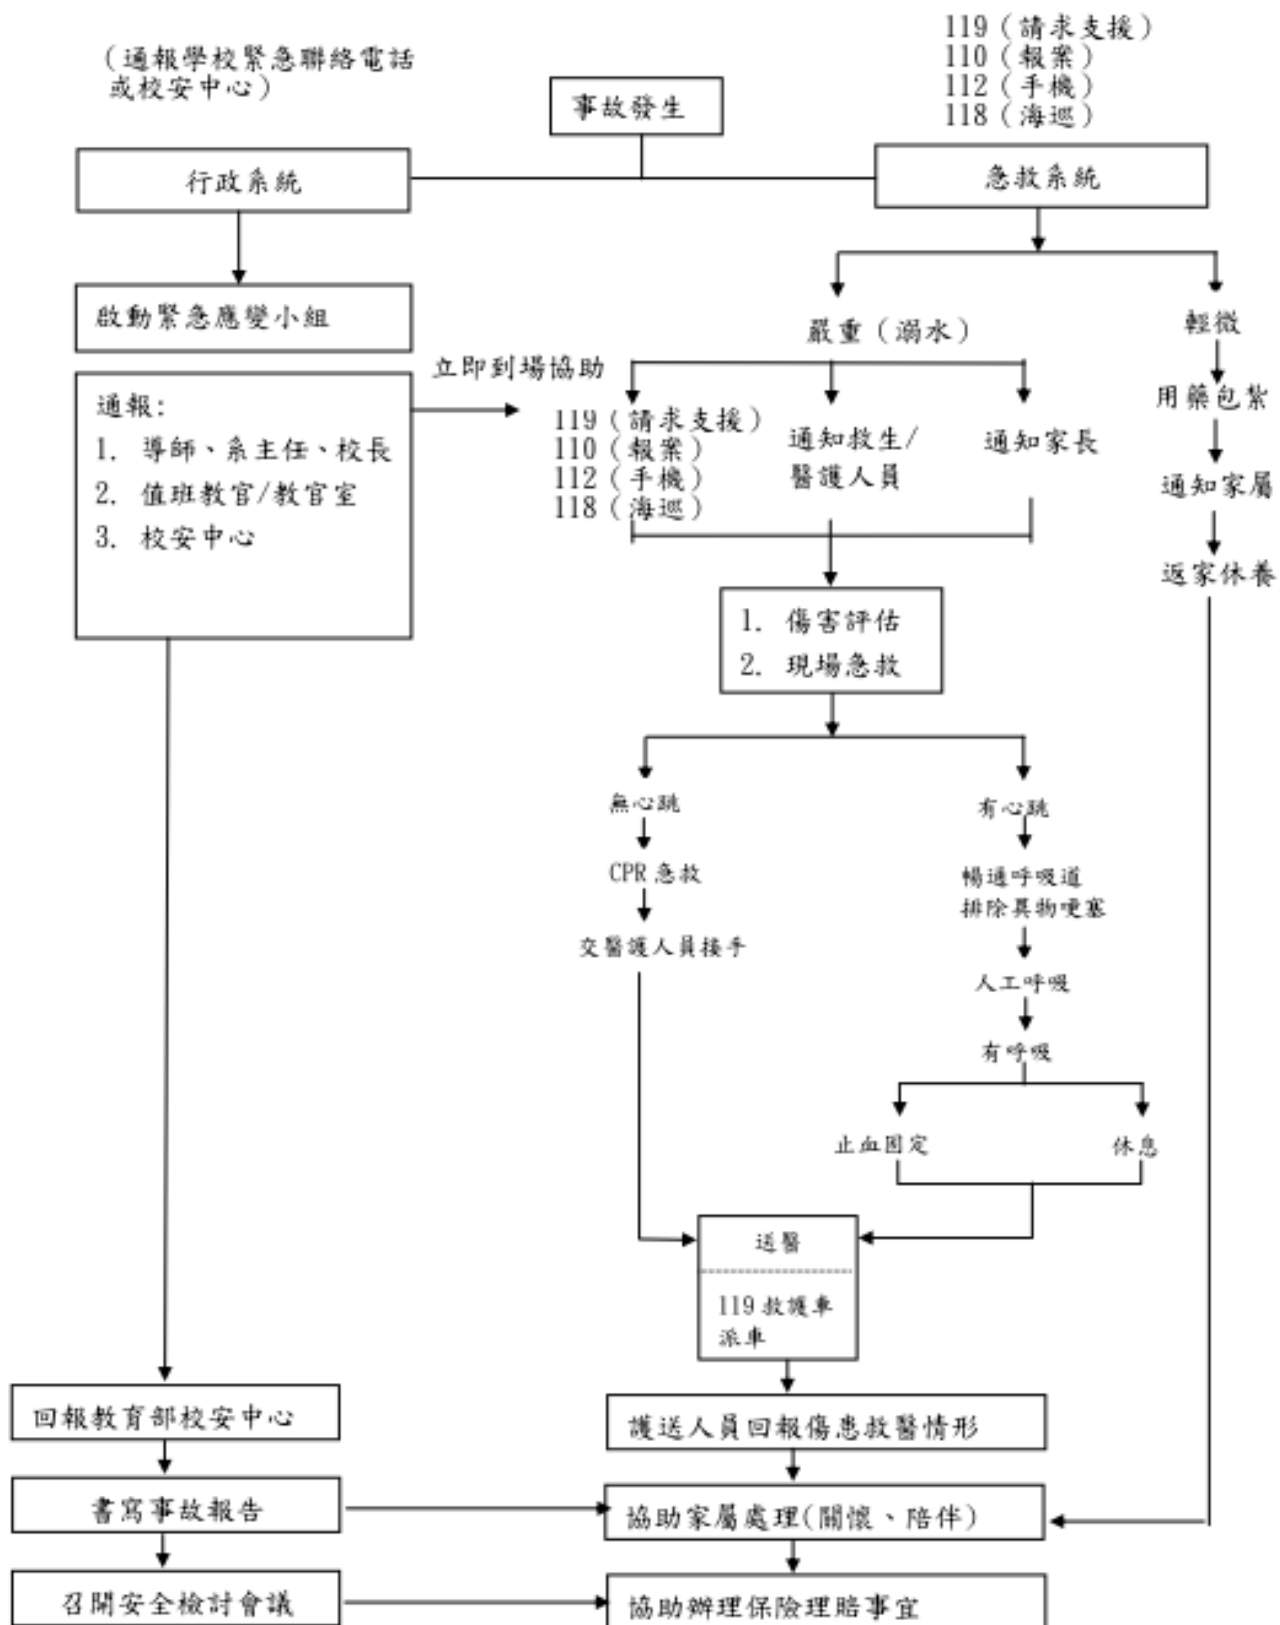 119（請求支援）
110（報案）
112（手機）
118（海巡）
（通報學校緊急聯絡電話
或校安中心）
事故發生
行政系統
急救系統
啟動緊急應變小組
嚴重（溺水）
輕微
立即到場協助
通報:
1. 導師、系主任、校長
2. 值班教官/教官室
3. 校安中心
119（請求支援）
110（報案）
112（手機）
118（海巡）
通知救生/
醫護人員
通知家長
用藥包紮
通知家屬
返家休養
1. 傷害評估
2. 現場急救
無心跳
有心跳
CPR 急救
暢通呼吸道
排除異物哽塞
交醫護人員接手
人工呼吸
有呼吸
止血固定
休息
送醫
119 救護車
派車
回報教育部校安中心
護送人員回報傷患救醫情形
書寫事故報告
協助家屬處理(關懷、陪伴)
召開安全檢討會議
協助辦理保險理賠事宜